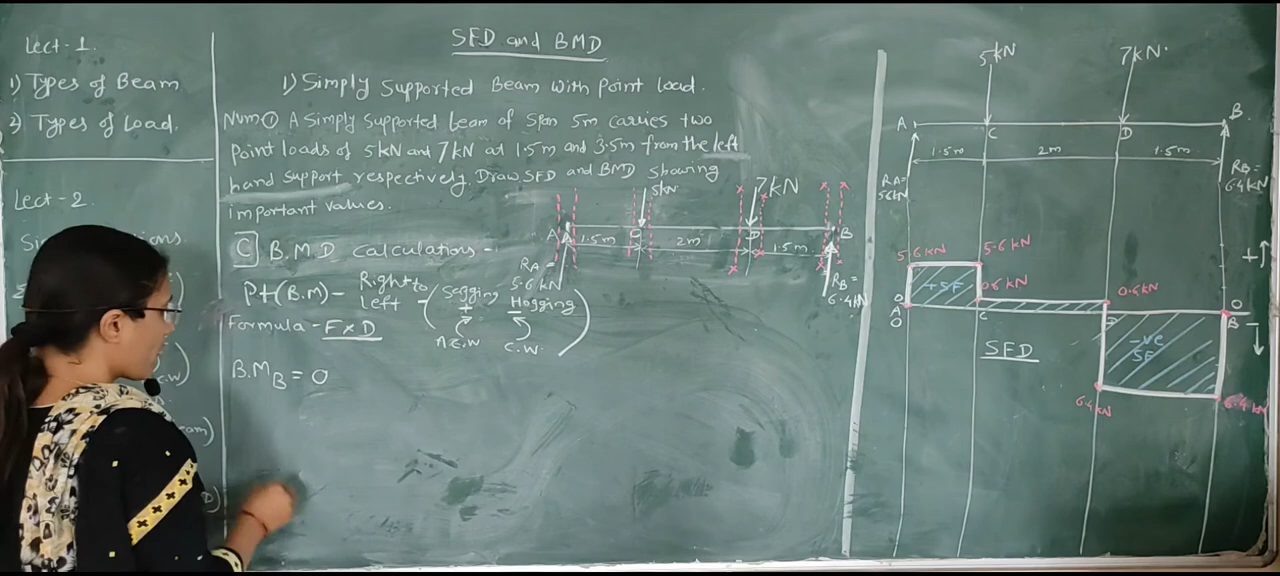 Lect-1.
1) Types of Beam
2) Types of Load.
Lect-2.
SFD and BMD
1) Simply Supported Beam with Point Load.
Num① A Simply Supported beam of Span 5m carries two
point loads of 5kN and 7kN at 1.5m and 3.5m from the left
hand support respectively. Draw SFD and BMD showing
important values.
5kN
7kN
A
C
D
B
1.5m
2m
1.5m
RA=
5.6kN
RB=
6.4kN
C B.M.D calculations -
Pt(B.M) - Right to Left - (Sagging + Hogging -)
A.C.W C.W.
Formula - F×D
B.MB = 0
5kN
7kN.
A
C
D
B.
1.5m
2m
1.5m
RA=
5.6kN
RB=
6.4kN
5.6kN
5.6kN
+SF
0.6kN
0.6kN
+↑
0
A
0
C
D
0
B
-↓
-ve
SF
SFD
6.4kN
6.4kN